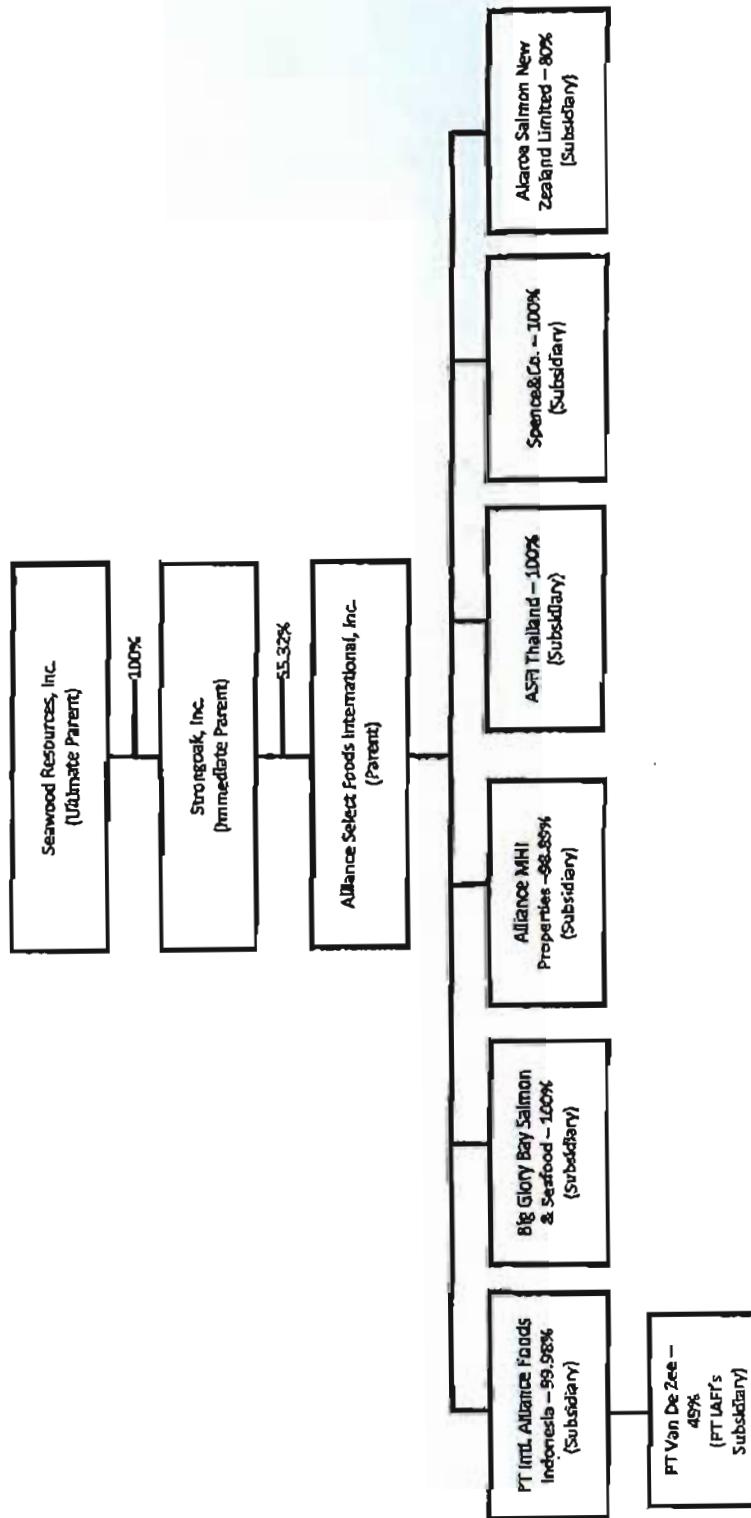 Seawood Resources, Inc.
(Ultimate Parent)
100%
Strongoak, Inc.
(Immediate Parent)
55.32%
Alliance Select Foods International, Inc.
(Parent)
PT Intl. Alliance Foods
Indonesia – 99.98%
(Subsidiary)
Big Glory Bay Salmon
& Seafood – 100%
(Subsidiary)
Alliance MHI
Properties –98.89%
(Subsidiary)
ASFI Thailand – 100%
(Subsidiary)
Spence&Co. – 100%
(Subsidiary)
Akaroa Salmon New
Zealand Limited – 80%
(Subsidiary)
PT Van De Zee –
49%
(PT IAFI's
Subsidiary)